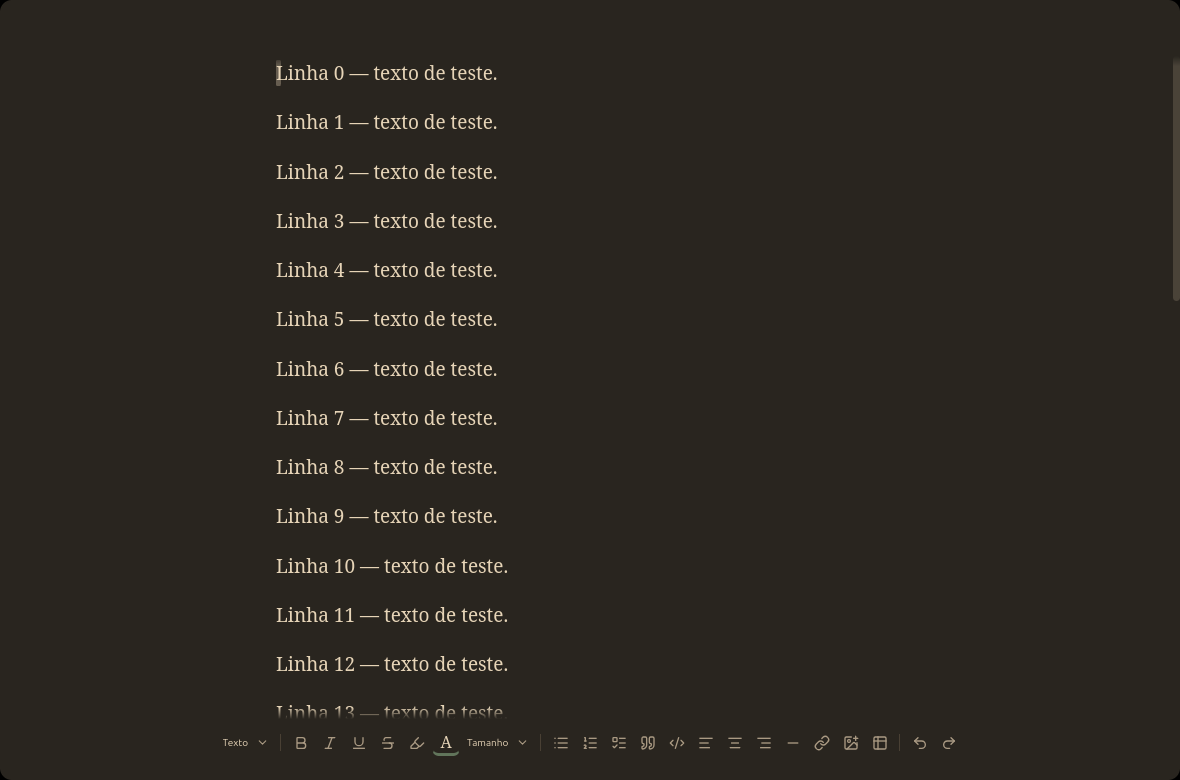 Linha 0 — texto de teste.
Linha 1 — texto de teste.
Linha 2 — texto de teste.
Linha 3 — texto de teste.
Linha 4 — texto de teste.
Linha 5 — texto de teste.
Linha 6 — texto de teste.
Linha 7 — texto de teste.
Linha 8 — texto de teste.
Linha 9 — texto de teste.
Linha 10 — texto de teste.
Linha 11 — texto de teste.
Linha 12 — texto de teste.
Linha 13 — texto de teste.
Texto B I U S A Tamanho